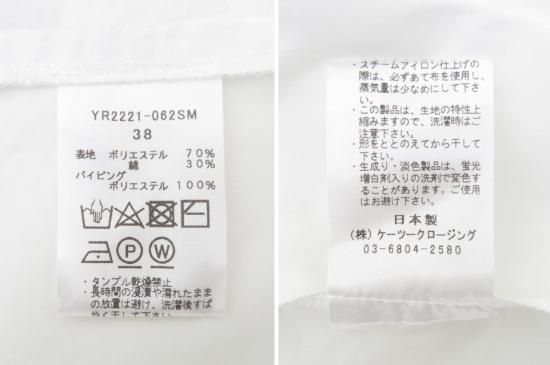 YR2221-062SM
38
表地 ポリエステル 70%
綿 30%
パイピング
ポリエステル 100%
P W
・タンブル乾燥禁止
・長時間の浸漬や濡れたまま
の放置は避け、洗濯後すば
やく干して下さい。
・スチームアイロン仕上げの
際は、必ずあて布を使用し、
蒸気量は少なめにして下さ
い。
・この製品は、生地の特性上
縮みますので、洗濯時はご
注意下さい。
・形をととのえてから干して
下さい。
・生成り・淡色製品は、蛍光
増白剤入りの洗剤で変色す
ることがあります。ご使用
はお避け下さい。
日本製
(株) ケーツークロージング
03-6804-2580